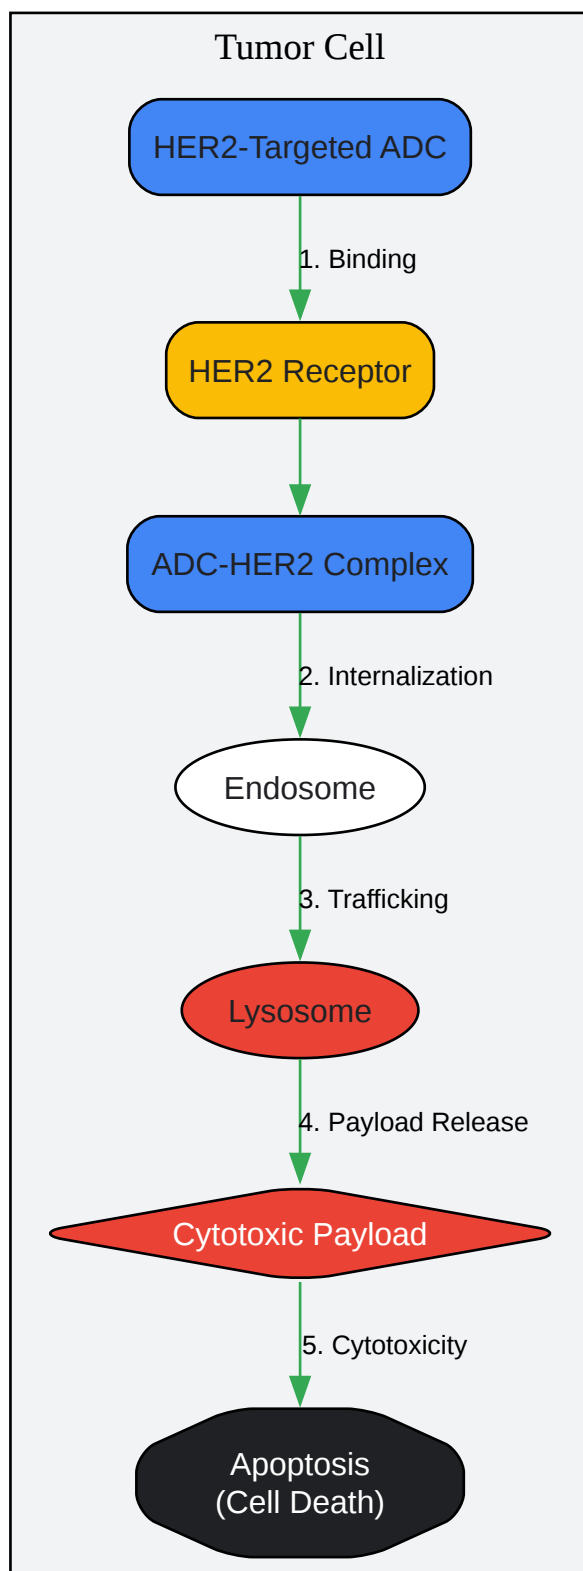 Tumor Cell
HER2-Targeted ADC
1. Binding
HER2 Receptor
ADC-HER2 Complex
2. Internalization
Endosome
3. Trafficking
Lysosome
4. Payload Release
Cytotoxic Payload
5. Cytotoxicity
Apoptosis
(Cell Death)